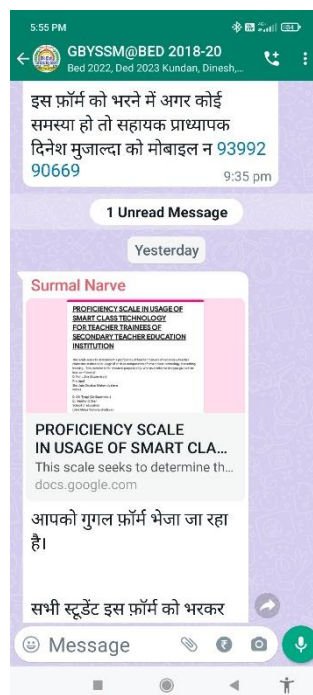 5:55 PM
GBYSSM@BED 2018-20
Bed 2022, Ded 2023 Kundan, Dinesh,...
इस फ़ॉर्म को भरने में अगर कोई
समस्या हो तो सहायक प्राध्यापक
दिनेश मुजाल्दा को मोबाइल न 93992
90669
9:35 pm
1 Unread Message
Yesterday
Surmal Narve
PROFICIENCY SCALE IN USAGE OF
SMART CLASS TECHNOLOGY
FOR TEACHER TRAINEES OF
SECONDARY TEACHER EDUCATION
INSTITUTION
PROFICIENCY SCALE
IN USAGE OF SMART CLA...
This scale seeks to determine th...
docs.google.com
आपको गुगल फ़ॉर्म भेजा जा रहा
है।
सभी स्टूडेंट इस फ़ॉर्म को भरकर
Message